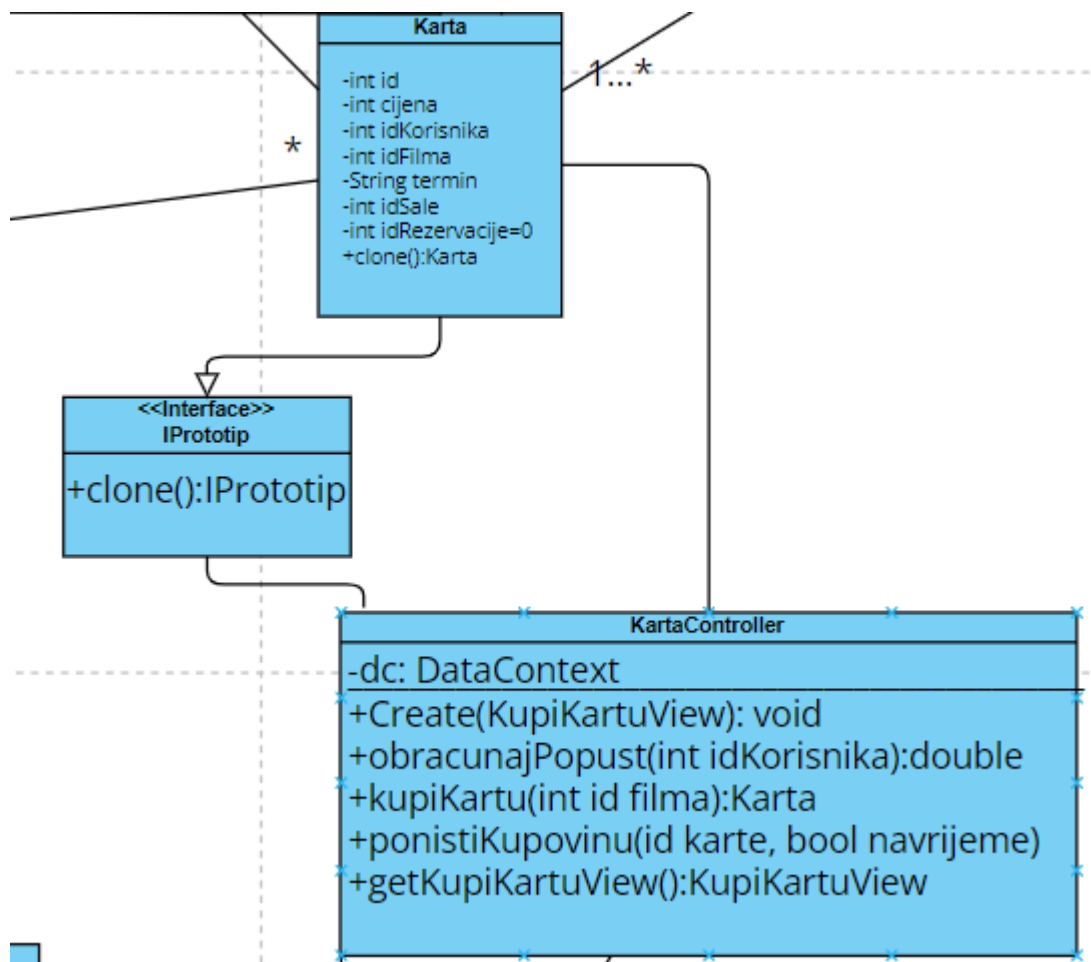 Karta
-int id
-int cijena
-int idKorisnika
-int idFilma
-String termin
-int idSale
-int idRezervacije=0
+clone():Karta
*
1...*
<<Interface>>
IPrototip
+clone():IPrototip
KartaController
-dc: DataContext
+Create(KupiKartuView): void
+obracunajPopust(int idKorisnika):double
+kupiKartu(int id filma):Karta
+ponistiKupovinu(id karte, bool navrijeme)
+getKupiKartuView():KupiKartuView